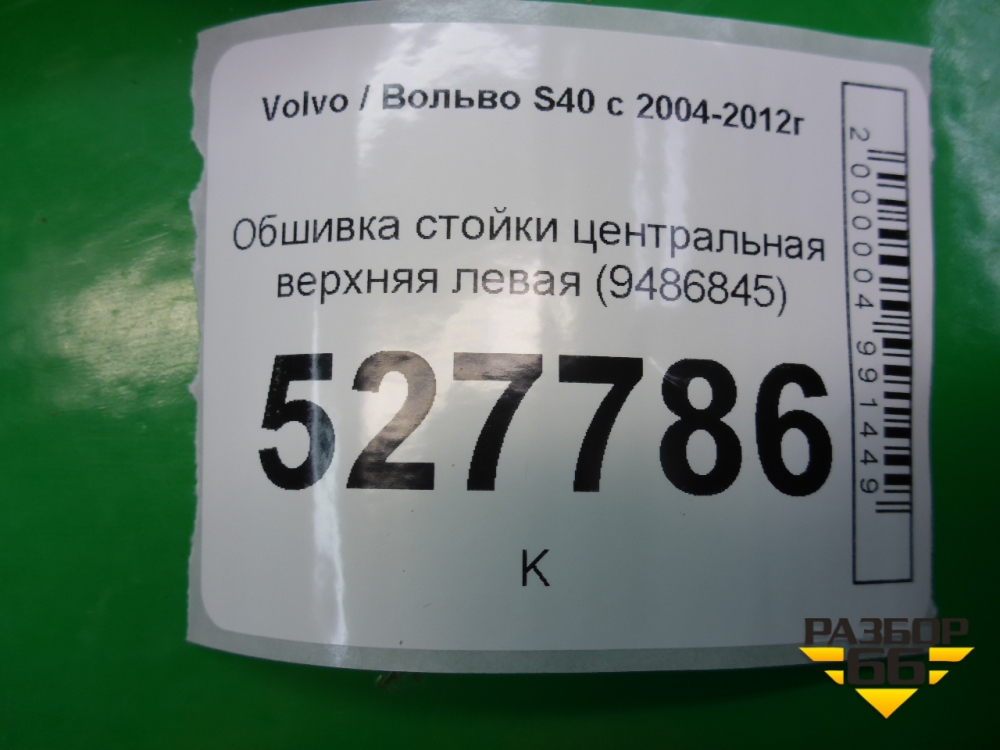 Volvo / Вольво S40 с 2004-2012г
Обшивка стойки центральная
верхняя левая (9486845)
527786
К
2000004991449
РАЗБОР
66